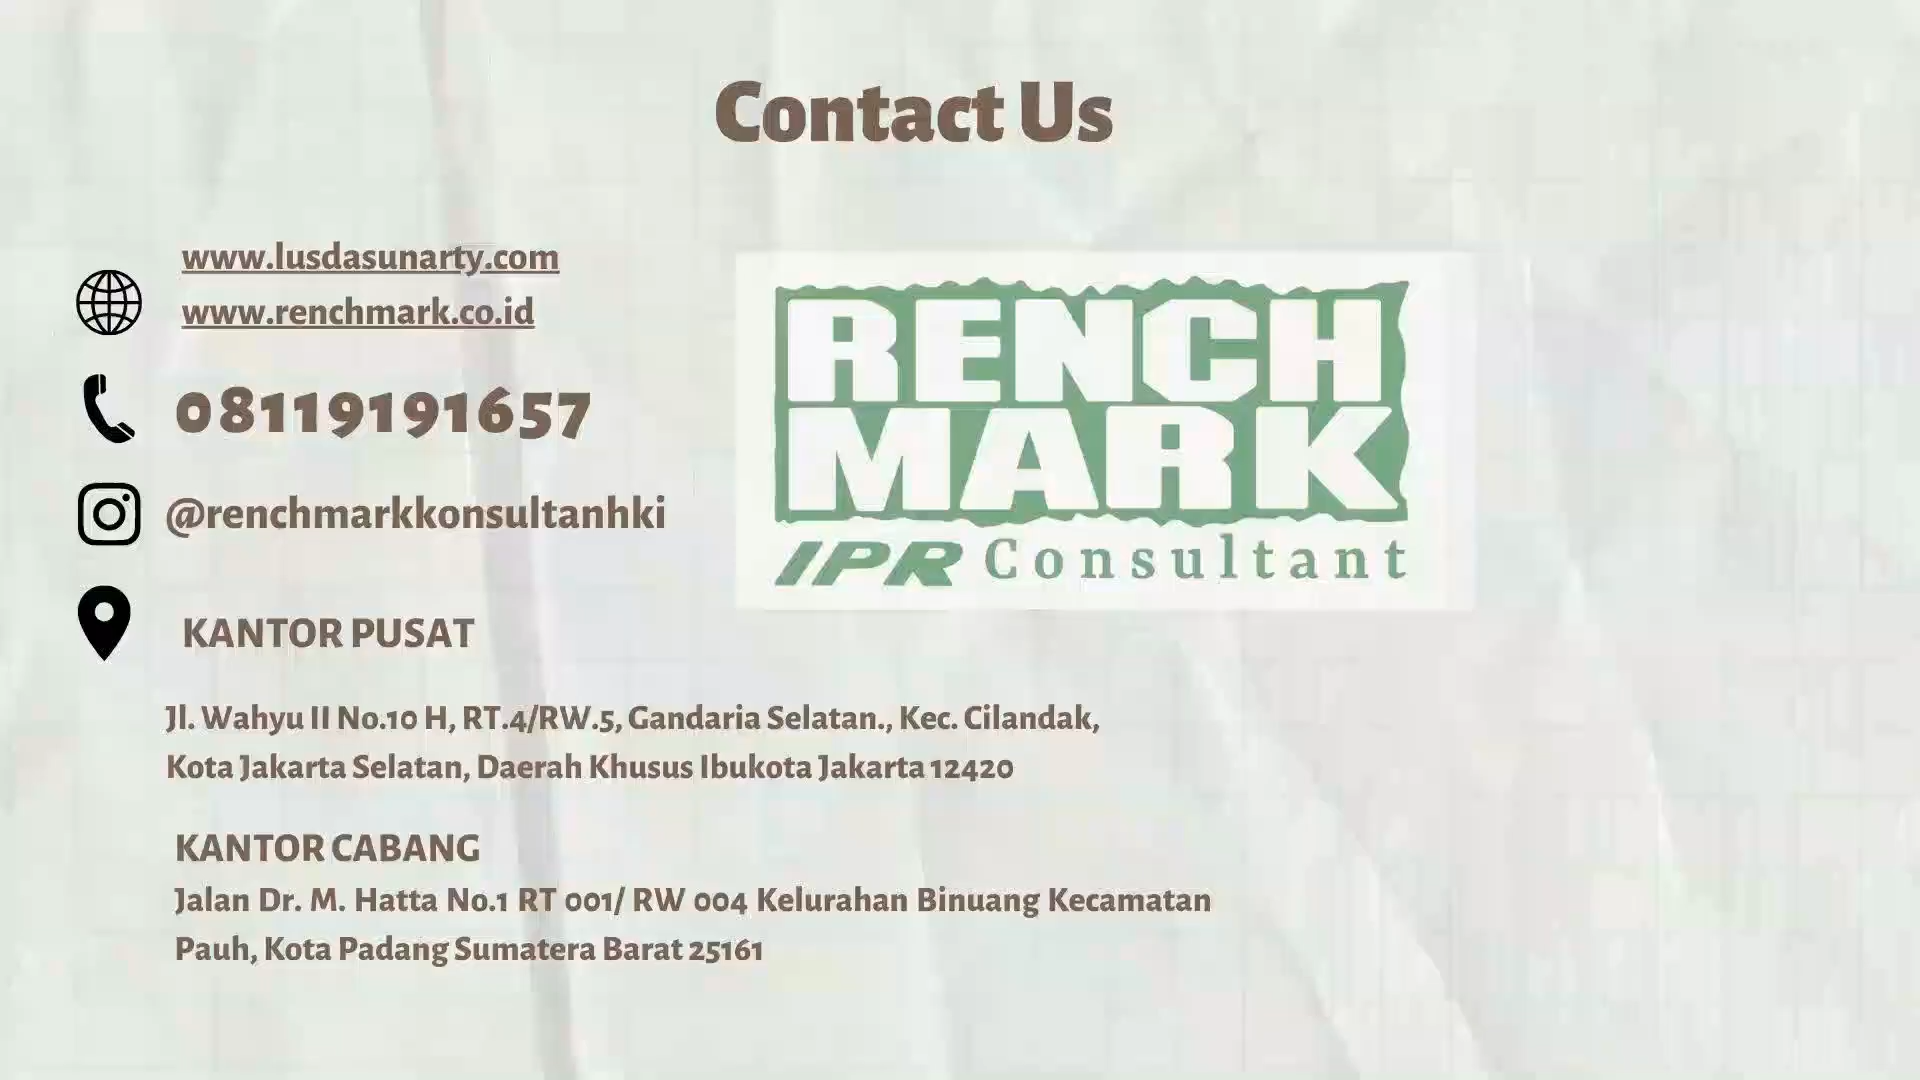 Contact Us
www.lusdasunarty.com
www.renchmark.co.id
08119191657
@renchmarkkonsultanhki
RENCH
MARK
IPR Consultant
KANTOR PUSAT
Jl. Wahyu II No.10 H, RT.4/RW.5, Gandaria Selatan., Kec. Cilandak,
Kota Jakarta Selatan, Daerah Khusus Ibukota Jakarta 12420
KANTOR CABANG
Jalan Dr. M. Hatta No.1 RT 001/ RW 004 Kelurahan Binuang Kecamatan
Pauh, Kota Padang Sumatera Barat 25161